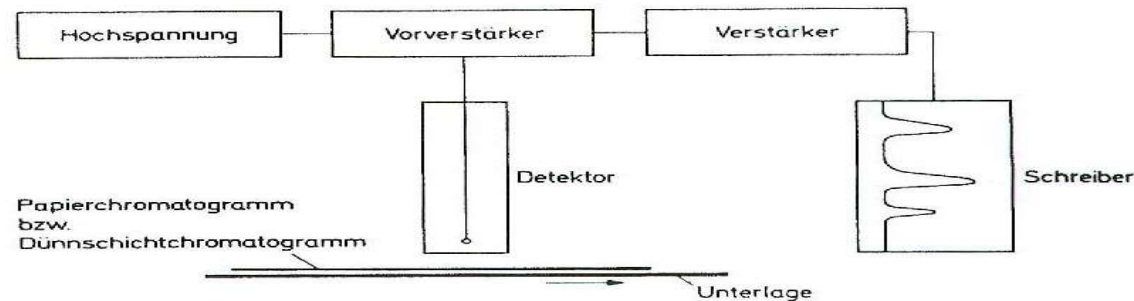 Hochspannung
Vorverstärker
Verstärker
Detektor
Schreiber
Papierchromatogramm
bzw.
Dünnschichtchromatogramm
Unterlage